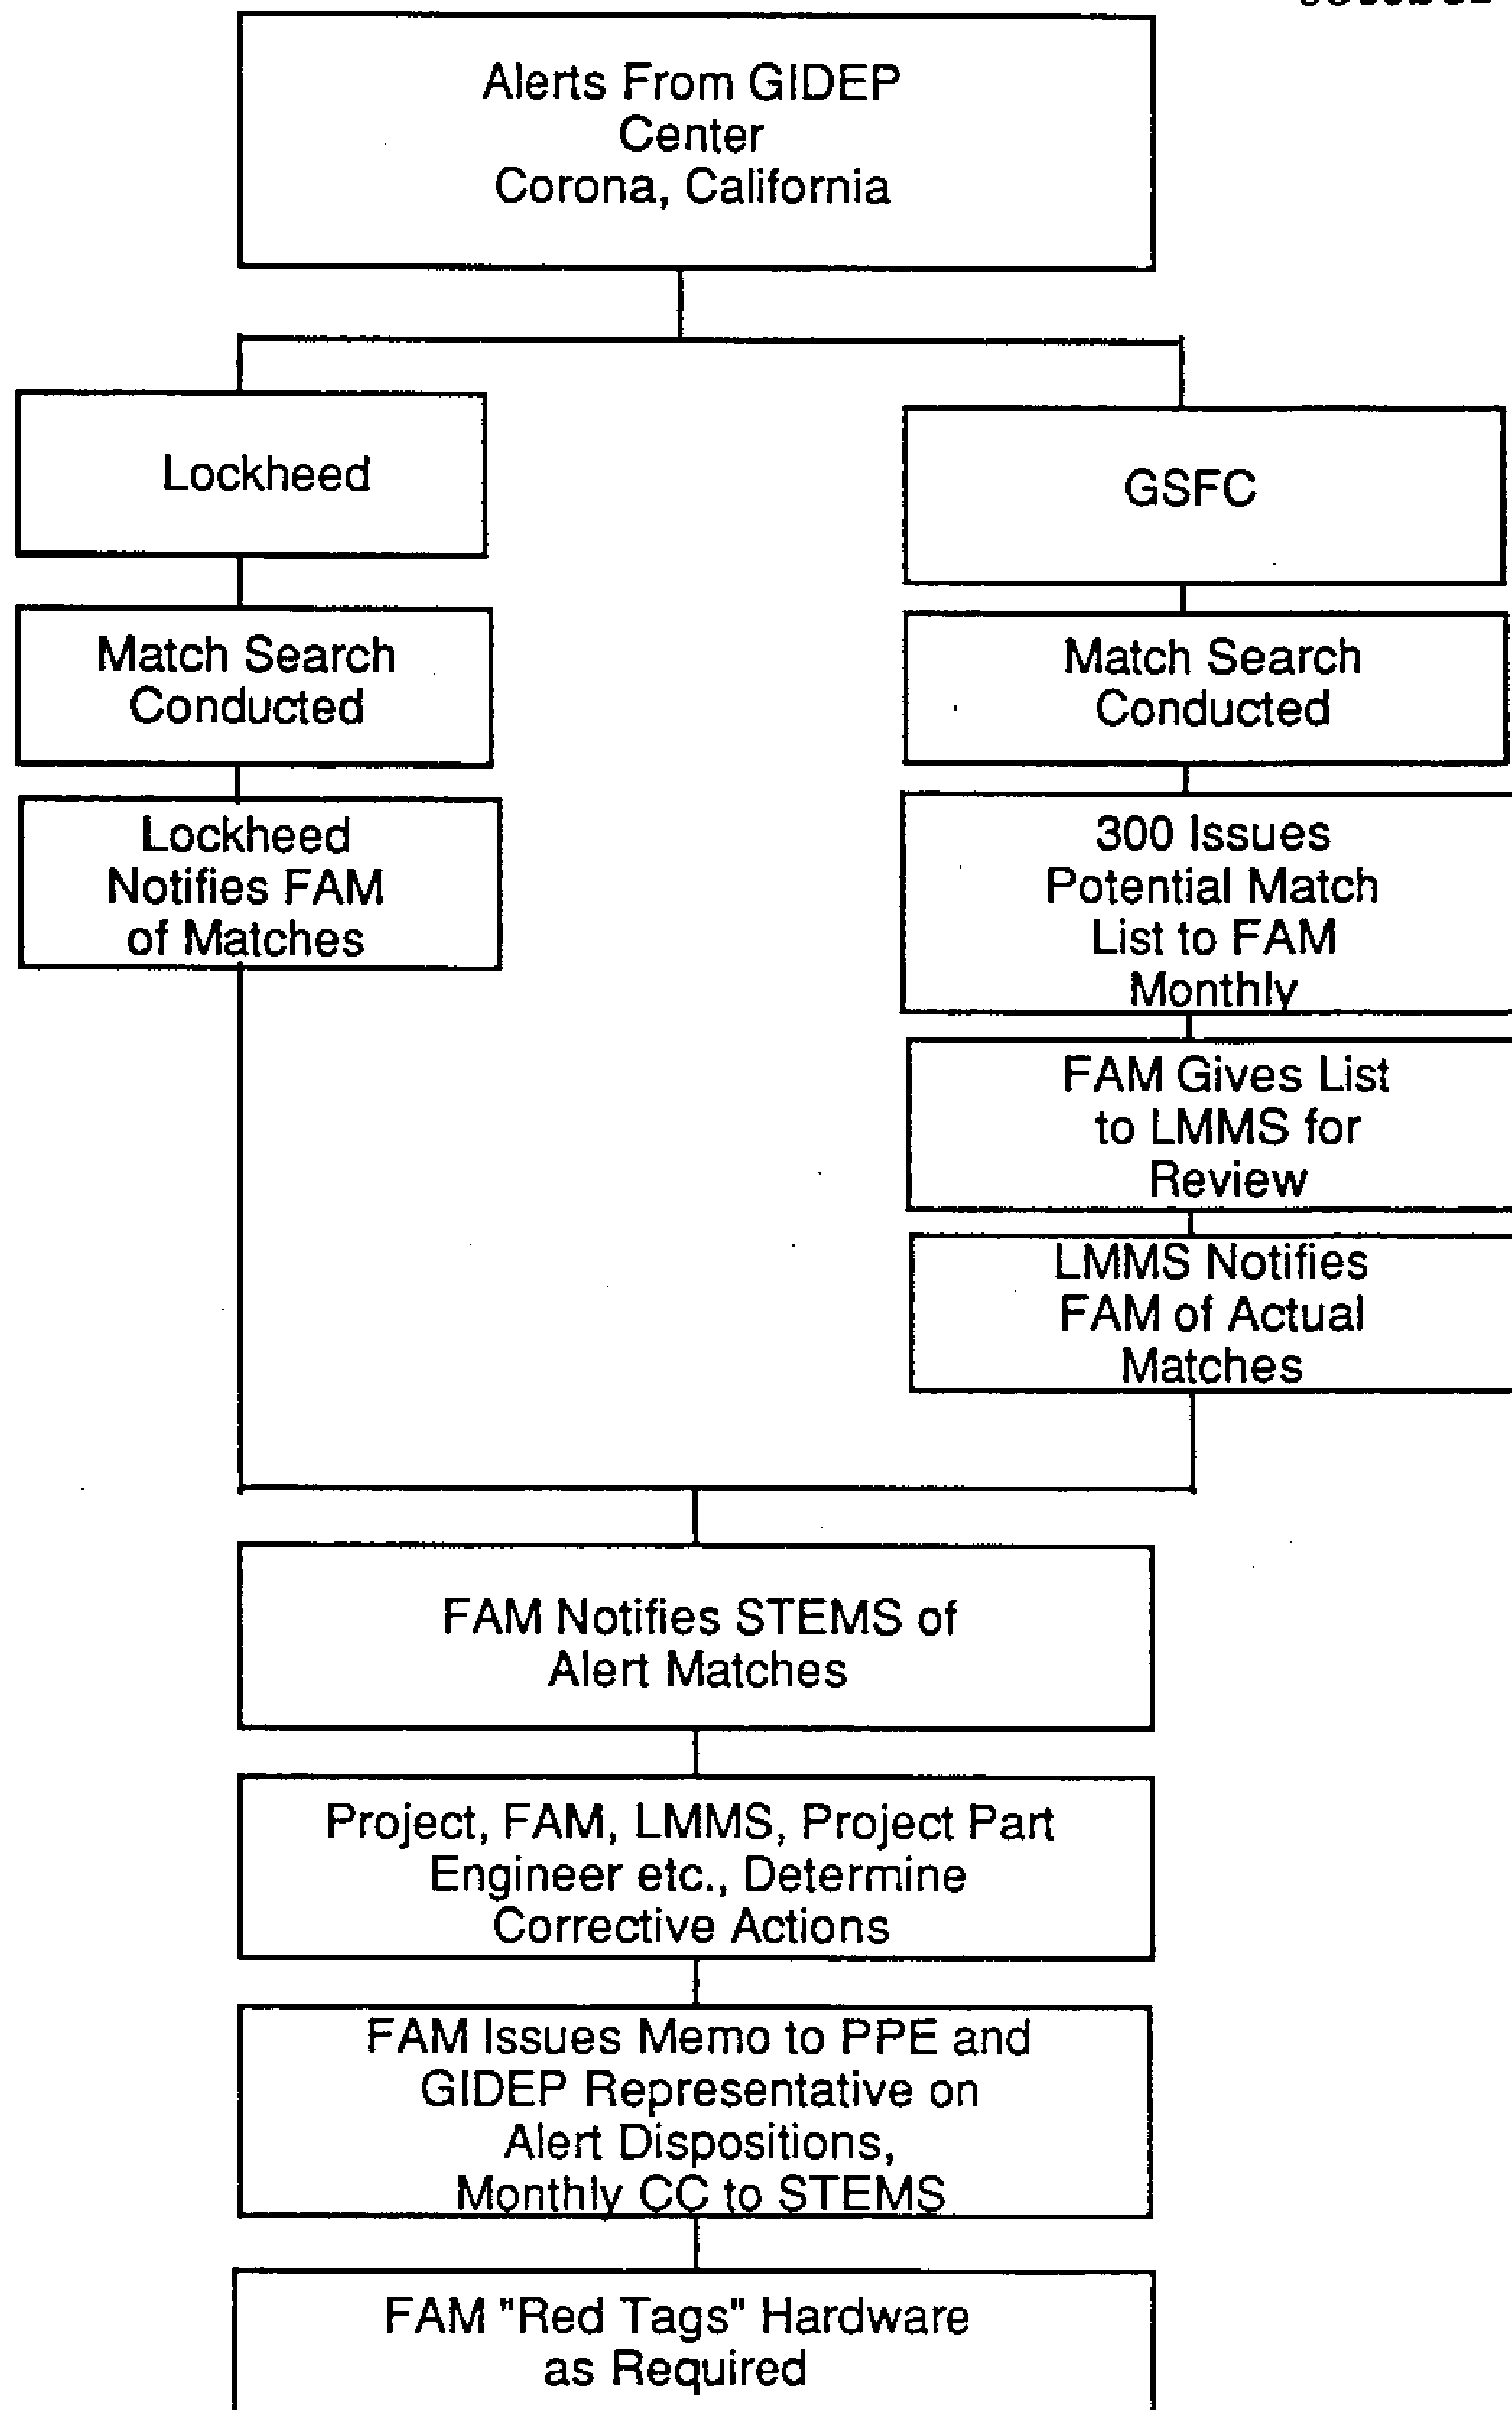 Alerts From GIDEP
Center
Corona, California
Lockheed
GSFC
Match Search
Conducted
Match Search
Conducted
Lockheed
Notifies FAM
of Matches
300 Issues
Potential Match
List to FAM
Monthly
FAM Gives List
to LMMS for
Review
LMMS Notifies
FAM of Actual
Matches
FAM Notifies STEMS of
Alert Matches
Project, FAM, LMMS, Project Part
Engineer etc., Determine
Corrective Actions
FAM Issues Memo to PPE and
GIDEP Representative on
Alert Dispositions,
Monthly CC to STEMS
FAM "Red Tags" Hardware
as Required